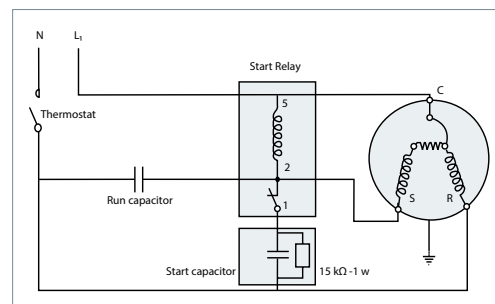 N L₁
Start Relay
C
5
Thermostat
2
Run capacitor
1
S R
Start capacitor 15 kΩ -1 w